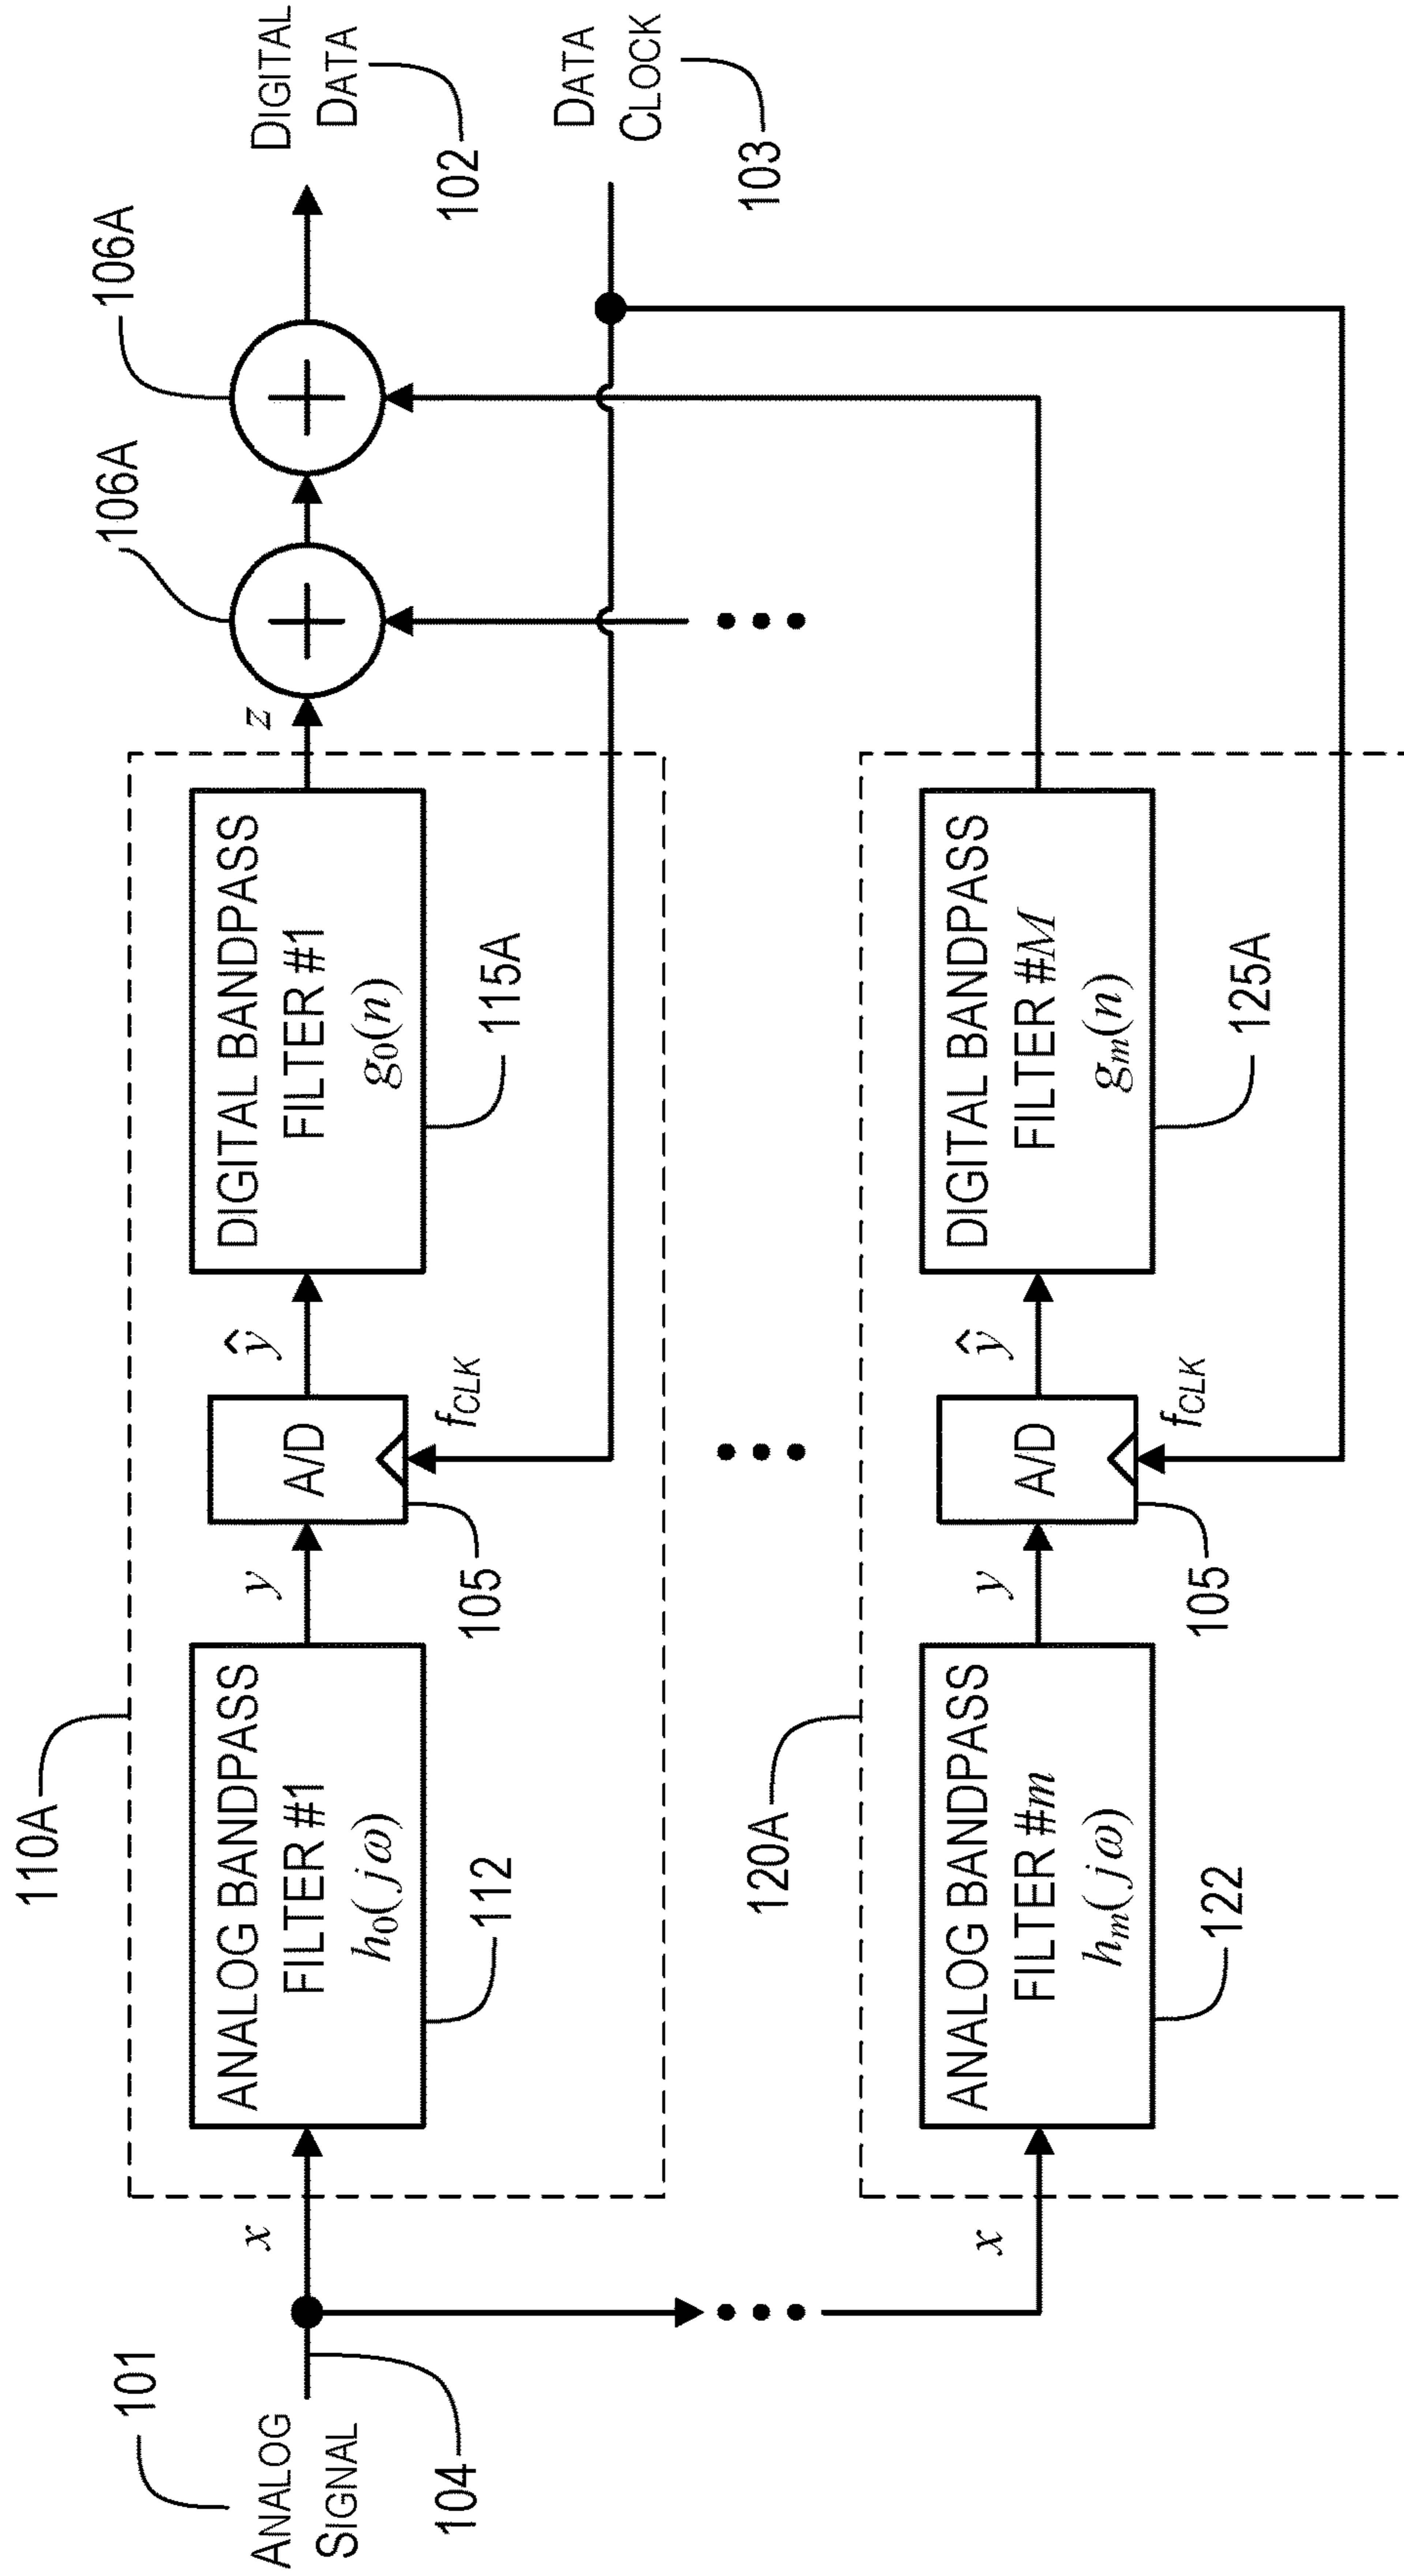 110A
106A
106A
101
ANALOG
SIGNAL
104
x
ANALOG BANDPASS
FILTER #1
h₀(jω)
112
y
A/D
105
f_CLK
ŷ
DIGITAL BANDPASS
FILTER #1
g₀(n)
115A
z
DIGITAL
DATA
102
DATA
CLOCK
103
120A
x
ANALOG BANDPASS
FILTER #m
hₘ(jω)
122
y
A/D
105
f_CLK
ŷ
DIGITAL BANDPASS
FILTER #M
gₘ(n)
125A